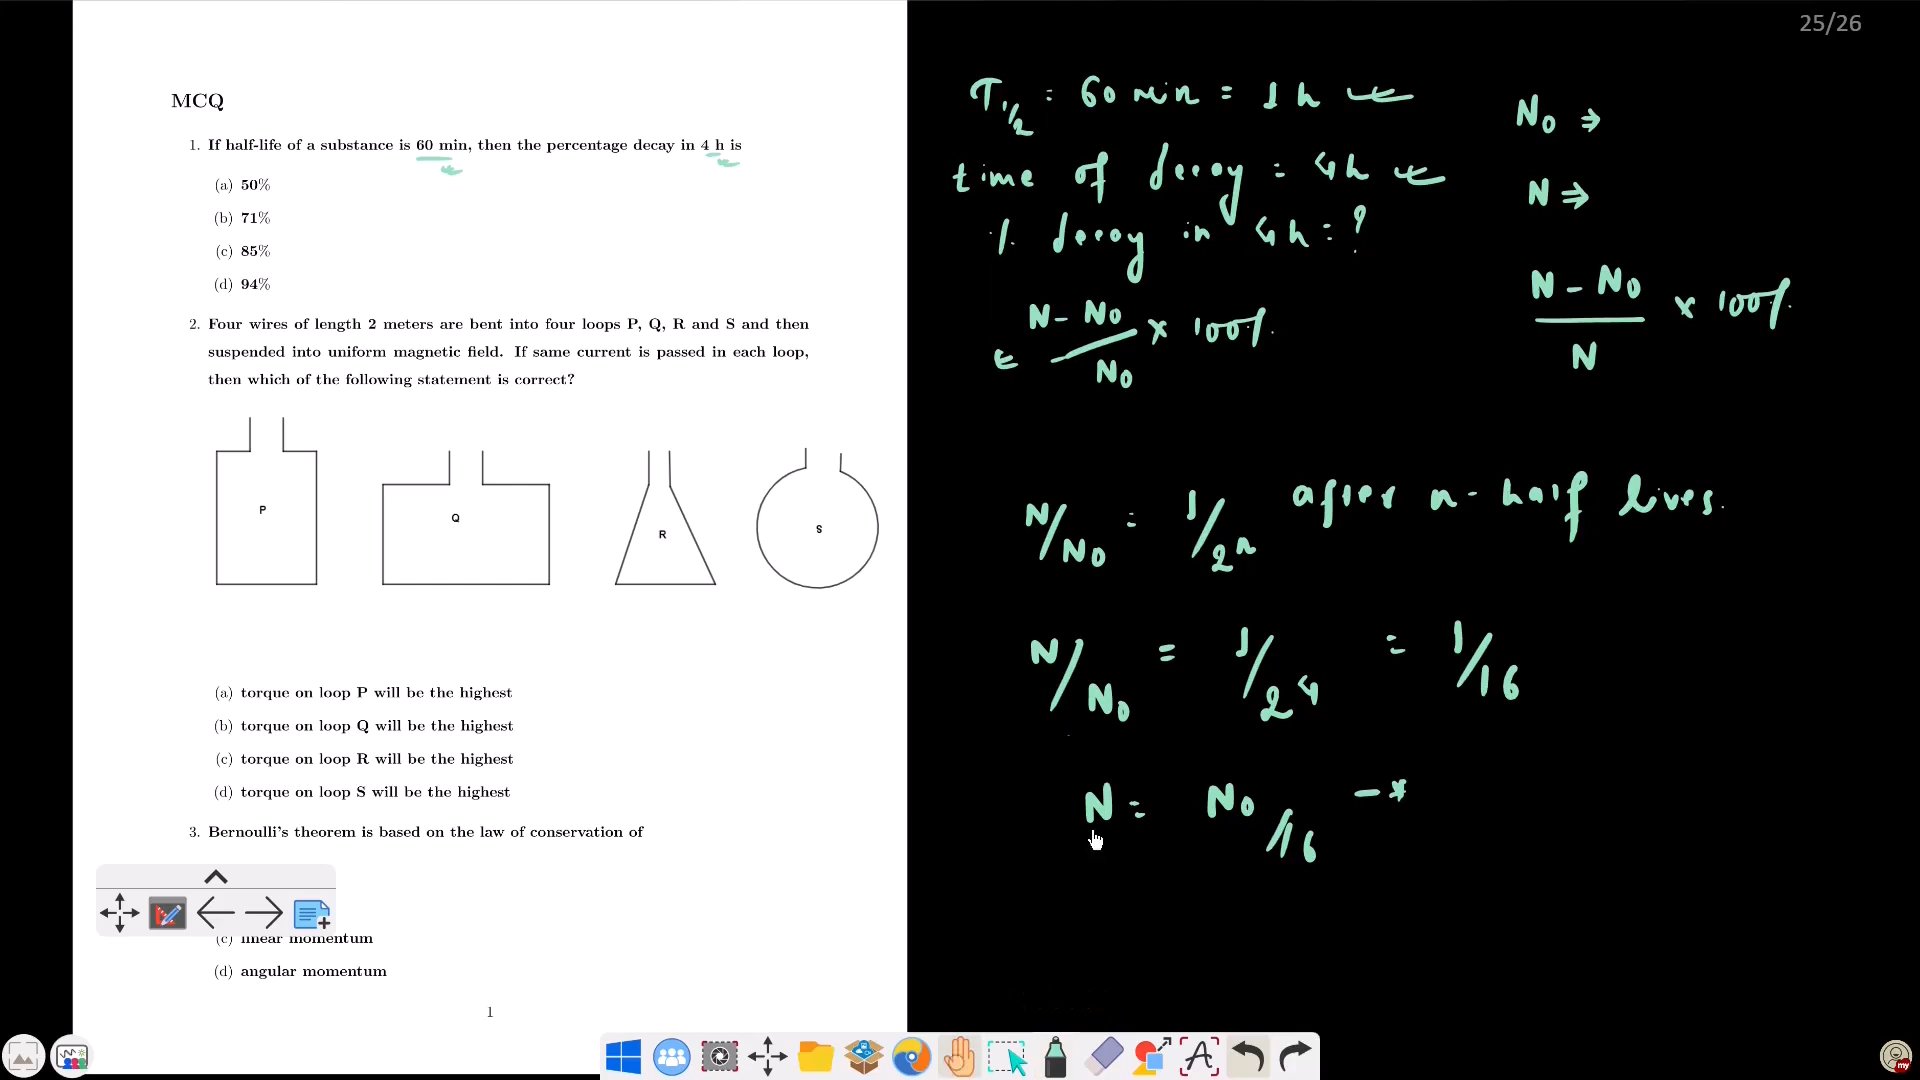 25/26
MCQ
1. If half-life of a substance is 60 min, then the percentage decay in 4 h is
(a) 50%
(b) 71%
(c) 85%
(d) 94%
2. Four wires of length 2 meters are bent into four loops P, Q, R and S and then
suspended into uniform magnetic field. If same current is passed in each loop,
then which of the following statement is correct?
P
Q
R
S
(a) torque on loop P will be the highest
(b) torque on loop Q will be the highest
(c) torque on loop R will be the highest
(d) torque on loop S will be the highest
3. Bernoulli's theorem is based on the law of conservation of
(c) linear momentum
(d) angular momentum
1
T1/2 = 60 min = 1 h
time of decay = 4h
% decay in 4h = ?
N - N0 / N0 × 100%
N0 ⇒
N ⇒
N - N0 / N × 100%
N/N0 = 1/2n after n-half lives.
N/N0 = 1/24 = 1/16
N = N0/16 - *
my